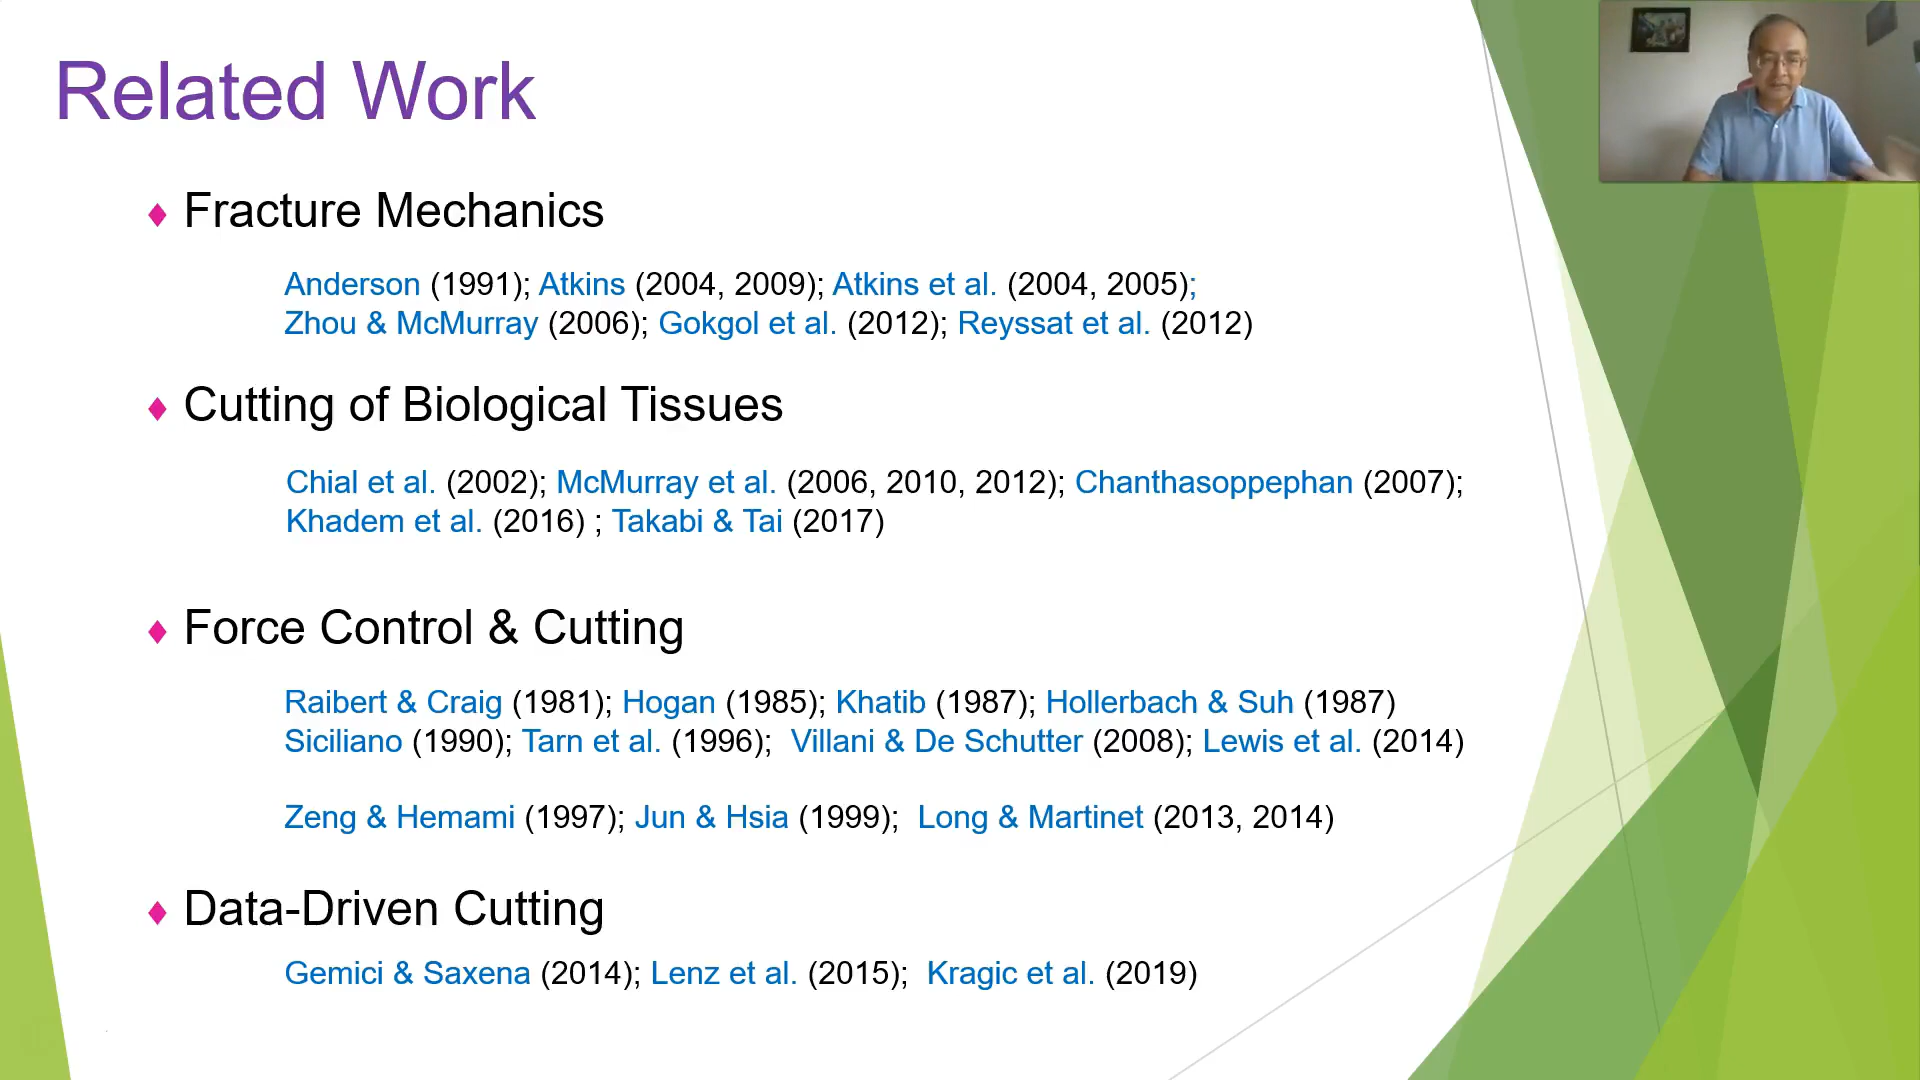 Related Work
♦ Fracture Mechanics
Anderson (1991); Atkins (2004, 2009); Atkins et al. (2004, 2005);
Zhou & McMurray (2006); Gokgol et al. (2012); Reyssat et al. (2012)
♦ Cutting of Biological Tissues
Chial et al. (2002); McMurray et al. (2006, 2010, 2012); Chanthasoppephan (2007);
Khadem et al. (2016) ; Takabi & Tai (2017)
♦ Force Control & Cutting
Raibert & Craig (1981); Hogan (1985); Khatib (1987); Hollerbach & Suh (1987)
Siciliano (1990); Tarn et al. (1996); Villani & De Schutter (2008); Lewis et al. (2014)
Zeng & Hemami (1997); Jun & Hsia (1999); Long & Martinet (2013, 2014)
♦ Data-Driven Cutting
Gemici & Saxena (2014); Lenz et al. (2015); Kragic et al. (2019)